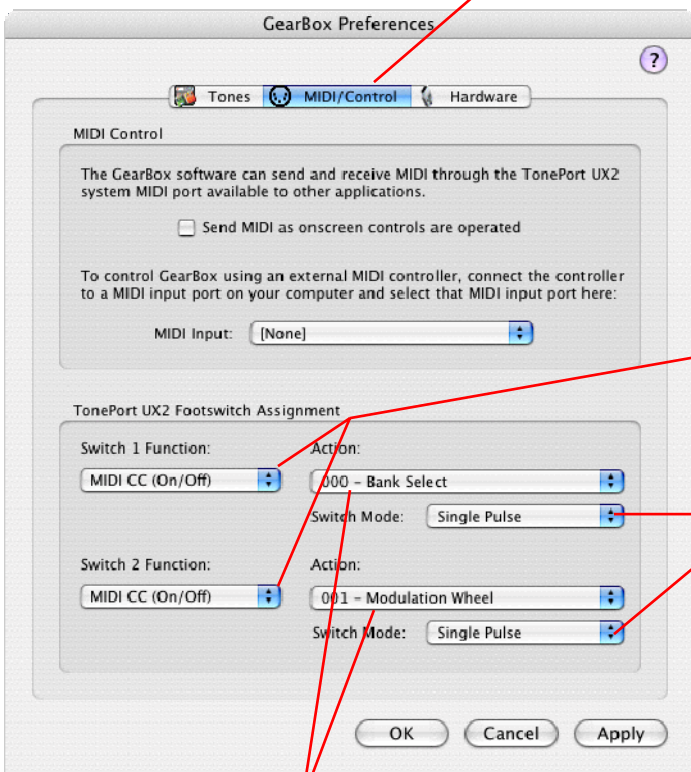 GearBox Preferences
?
Tones MIDI/Control Hardware
MIDI Control
The GearBox software can send and receive MIDI through the TonePort UX2
system MIDI port available to other applications.
Send MIDI as onscreen controls are operated
To control GearBox using an external MIDI controller, connect the controller
to a MIDI input port on your computer and select that MIDI input port here:
MIDI Input: [None]
TonePort UX2 Footswitch Assignment
Switch 1 Function: Action:
MIDI CC (On/Off) 000 – Bank Select
Switch Mode: Single Pulse
Switch 2 Function: Action:
MIDI CC (On/Off) 001 – Modulation Wheel
Switch Mode: Single Pulse
OK Cancel Apply